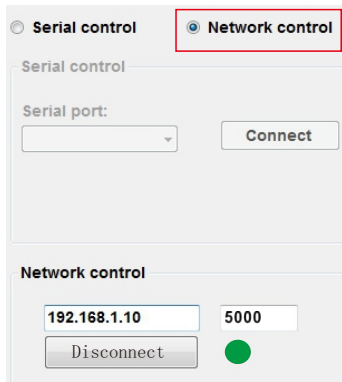 Serial control Network control
Serial control
Serial port:
Connect
Network control
192.168.1.10 5000
Disconnect